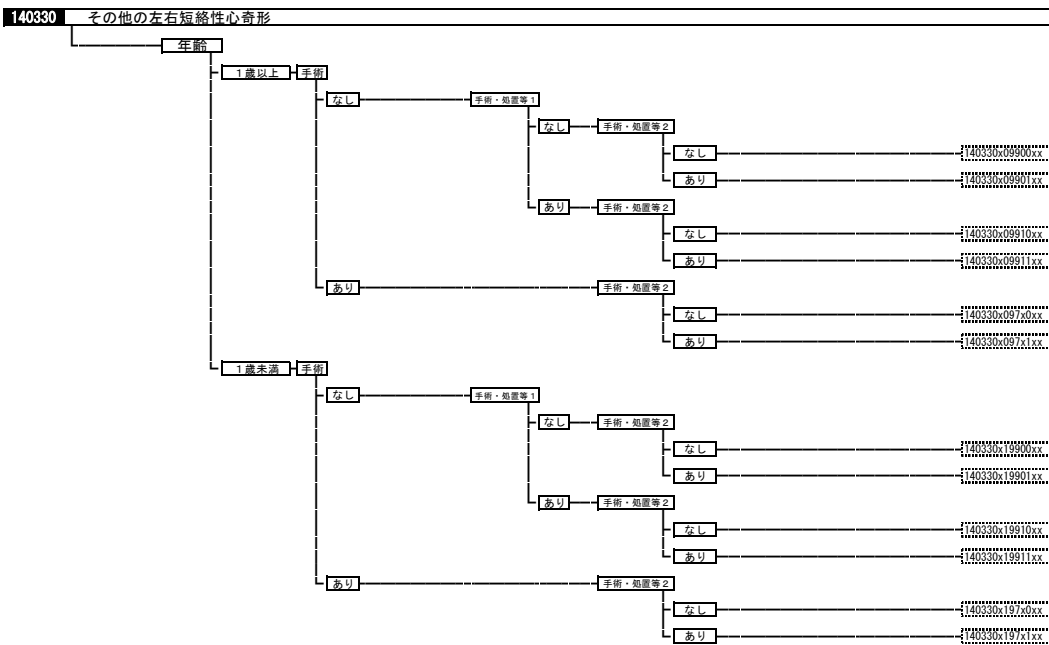 140330 その他の左右短絡性心奇形
年齢
１歳以上 手術
なし 手術・処置等１
なし 手術・処置等２
なし 140330x09900xx
あり 140330x09901xx
あり 手術・処置等２
なし 140330x09910xx
あり 140330x09911xx
あり 手術・処置等２
なし 140330x097x0xx
あり 140330x097x1xx
１歳未満 手術
なし 手術・処置等１
なし 手術・処置等２
なし 140330x19900xx
あり 140330x19901xx
あり 手術・処置等２
なし 140330x19910xx
あり 140330x19911xx
あり 手術・処置等２
なし 140330x197x0xx
あり 140330x197x1xx